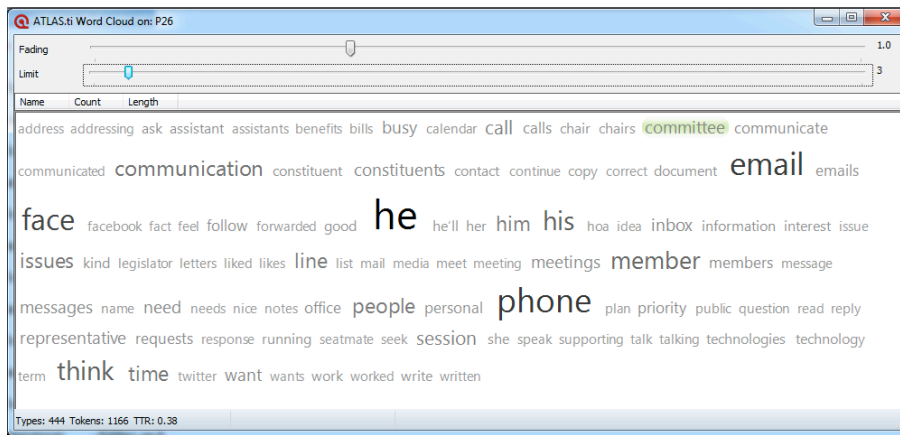 ATLAS.ti Word Cloud on: P26
Fading 1.0
Limit 3
Name Count Length
address addressing ask assistant assistants benefits bills busy calendar call calls chair chairs committee communicate
communicated communication constituent constituents contact continue copy correct document email emails
face facebook fact feel follow forwarded good he he'll her him his hoa idea inbox information interest issue
issues kind legislator letters liked likes line list mail media meet meeting meetings member members message
messages name need needs nice notes office people personal phone plan priority public question read reply
representative requests response running seatmate seek session she speak supporting talk talking technologies technology
term think time twitter want wants work worked write written
Types: 444 Tokens: 1166 TTR: 0.38